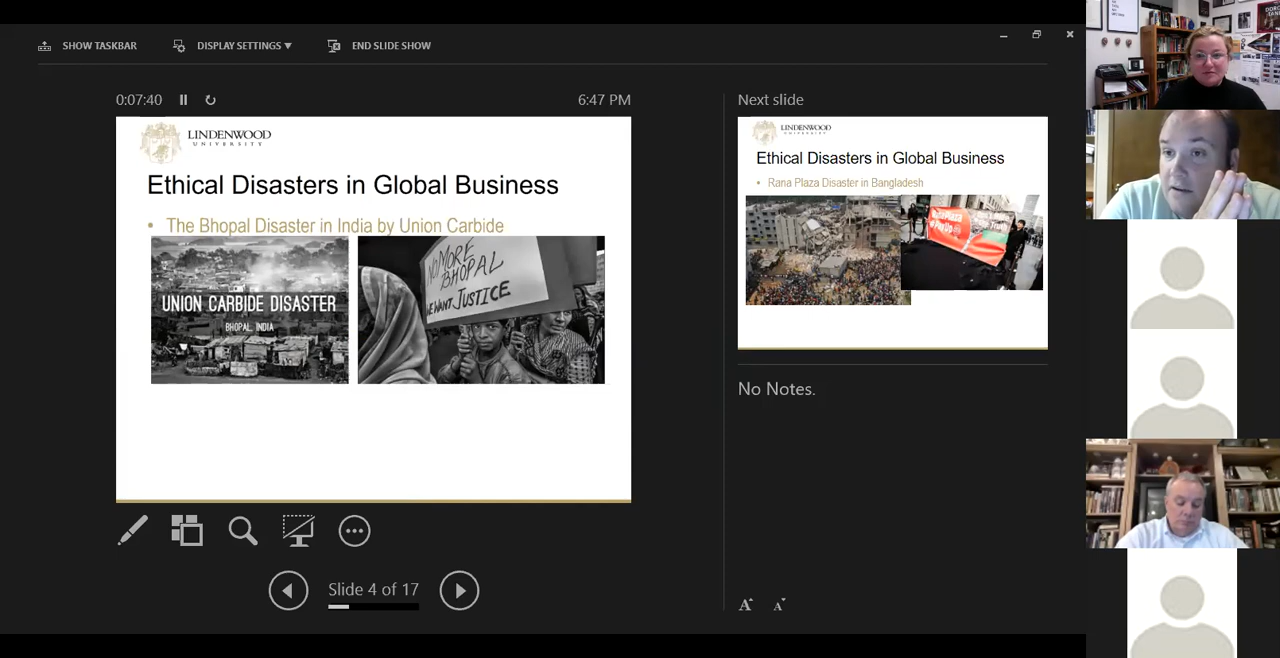 SHOW TASKBAR
DISPLAY SETTINGS ▼
END SLIDE SHOW
0:07:40
6:47 PM
LINDENWOOD
UNIVERSITY
Ethical Disasters in Global Business
• The Bhopal Disaster in India by Union Carbide
UNION CARBIDE DISASTER
BHOPAL, INDIA
NO MORE
BHOPAL
WE WANT JUSTICE
Slide 4 of 17
Next slide
LINDENWOOD
UNIVERSITY
Ethical Disasters in Global Business
• Rana Plaza Disaster in Bangladesh
Rana Plaza
No Notes.
A
A